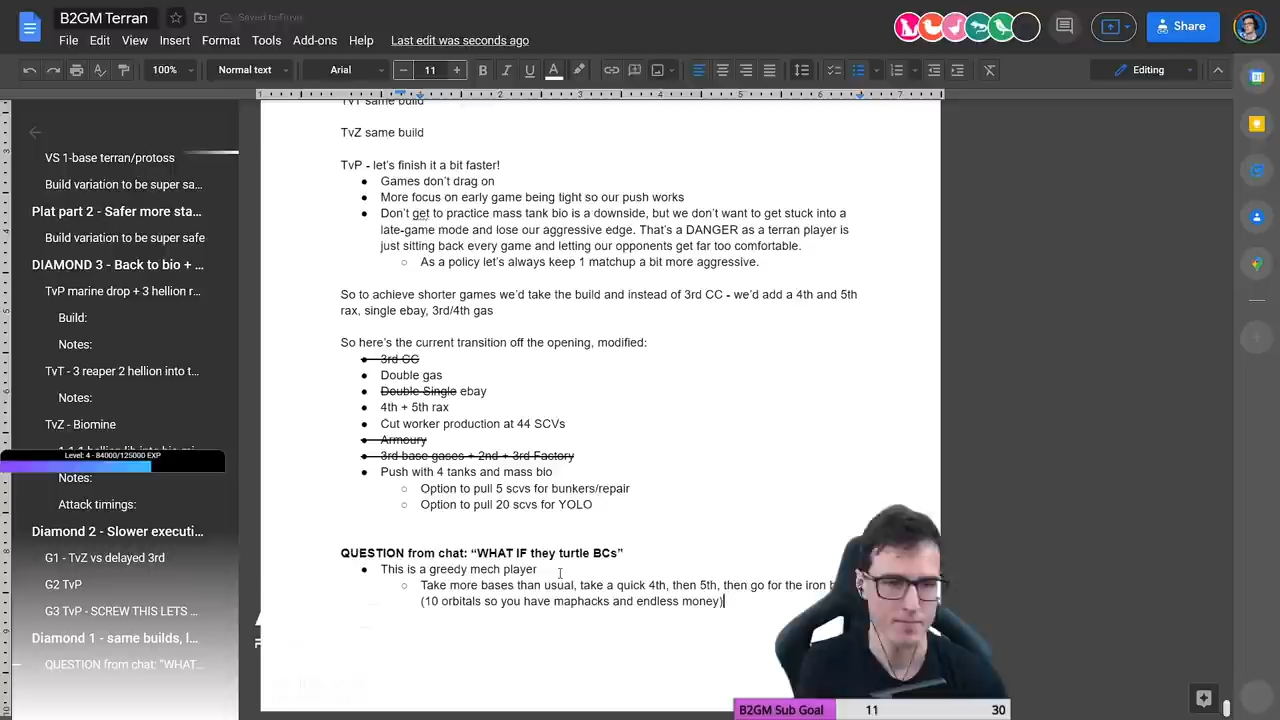 B2GM Terran
Saved to Drive
File Edit View Insert Format Tools Add-ons Help Last edit was seconds ago
Share
100% Normal text Arial 11 Editing
1 1 2 3 4 5 6 7
VS 1-base terran/protoss
Build variation to be super sa...
Plat part 2 - Safer more sta...
Build variation to be super safe
DIAMOND 3 - Back to bio + ...
TvP marine drop + 3 hellion r...
Build:
Notes:
TvT - 3 reaper 2 hellion into t...
Notes:
TvZ - Biomine
Level: 4 - 84000/125000 EXP
Notes:
Attack timings:
Diamond 2 - Slower executi...
G1 - TvZ vs delayed 3rd
G2 TvP
G3 TvP - SCREW THIS LETS ...
Diamond 1 - same builds, l...
QUESTION from chat: “WHAT...
TvT same build
TvZ same build
TvP - let’s finish it a bit faster!
● Games don’t drag on
● More focus on early game being tight so our push works
● Don’t get to practice mass tank bio is a downside, but we don’t want to get stuck into a
late-game mode and lose our aggressive edge. That’s a DANGER as a terran player is
just sitting back every game and letting our opponents get far too comfortable.
○ As a policy let’s always keep 1 matchup a bit more aggressive.
So to achieve shorter games we’d take the build and instead of 3rd CC - we’d add a 4th and 5th
rax, single ebay, 3rd/4th gas
So here’s the current transition off the opening, modified:
● 3rd CC
● Double gas
● Double Single ebay
● 4th + 5th rax
● Cut worker production at 44 SCVs
● Armoury
● 3rd base gases + 2nd + 3rd Factory
● Push with 4 tanks and mass bio
○ Option to pull 5 scvs for bunkers/repair
○ Option to pull 20 scvs for YOLO
QUESTION from chat: “WHAT IF they turtle BCs”
● This is a greedy mech player
○ Take more bases than usual, take a quick 4th, then 5th, then go for the iron
(10 orbitals so you have maphacks and endless money)
B2GM Sub Goal 11 30